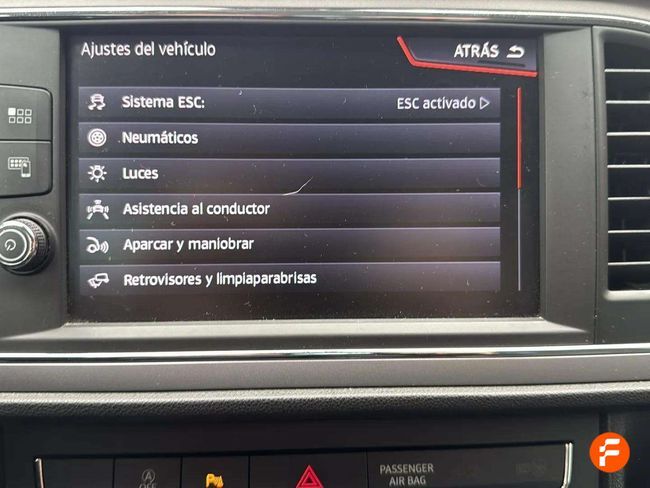 Ajustes del vehículo
ATRÁS
Sistema ESC:
ESC activado
Neumáticos
Luces
Asistencia al conductor
Aparcar y maniobrar
Retrovisores y limpiaparabrisas
A
OFF
PASSENGER
AIR BAG